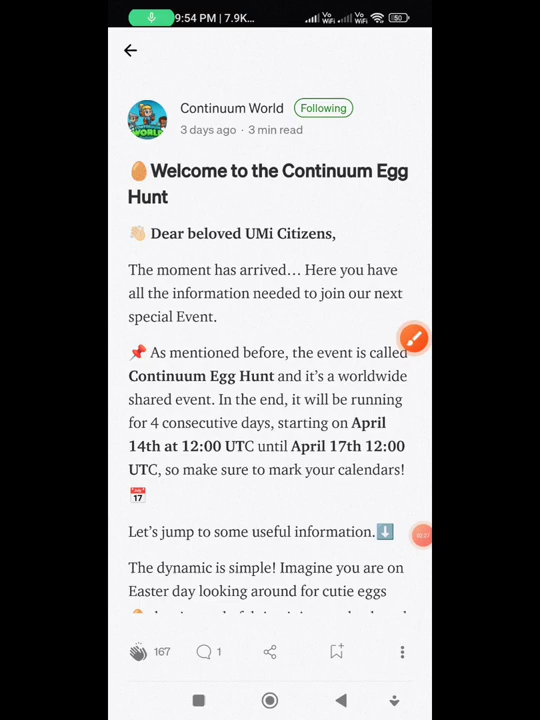 9:54 PM | 7.9K...
Vo WiFi Vo WiFi 50
Continuum World Following
3 days ago · 3 min read
🥚Welcome to the Continuum Egg
Hunt
👋🏻 Dear beloved UMi Citizens,
The moment has arrived… Here you have
all the information needed to join our next
special Event.
📌 As mentioned before, the event is called
Continuum Egg Hunt and it’s a worldwide
shared event. In the end, it will be running
for 4 consecutive days, starting on April
14th at 12:00 UTC until April 17th 12:00
UTC, so make sure to mark your calendars!
📅
Let’s jump to some useful information.⬇️
The dynamic is simple! Imagine you are on
Easter day looking around for cutie eggs
167 1